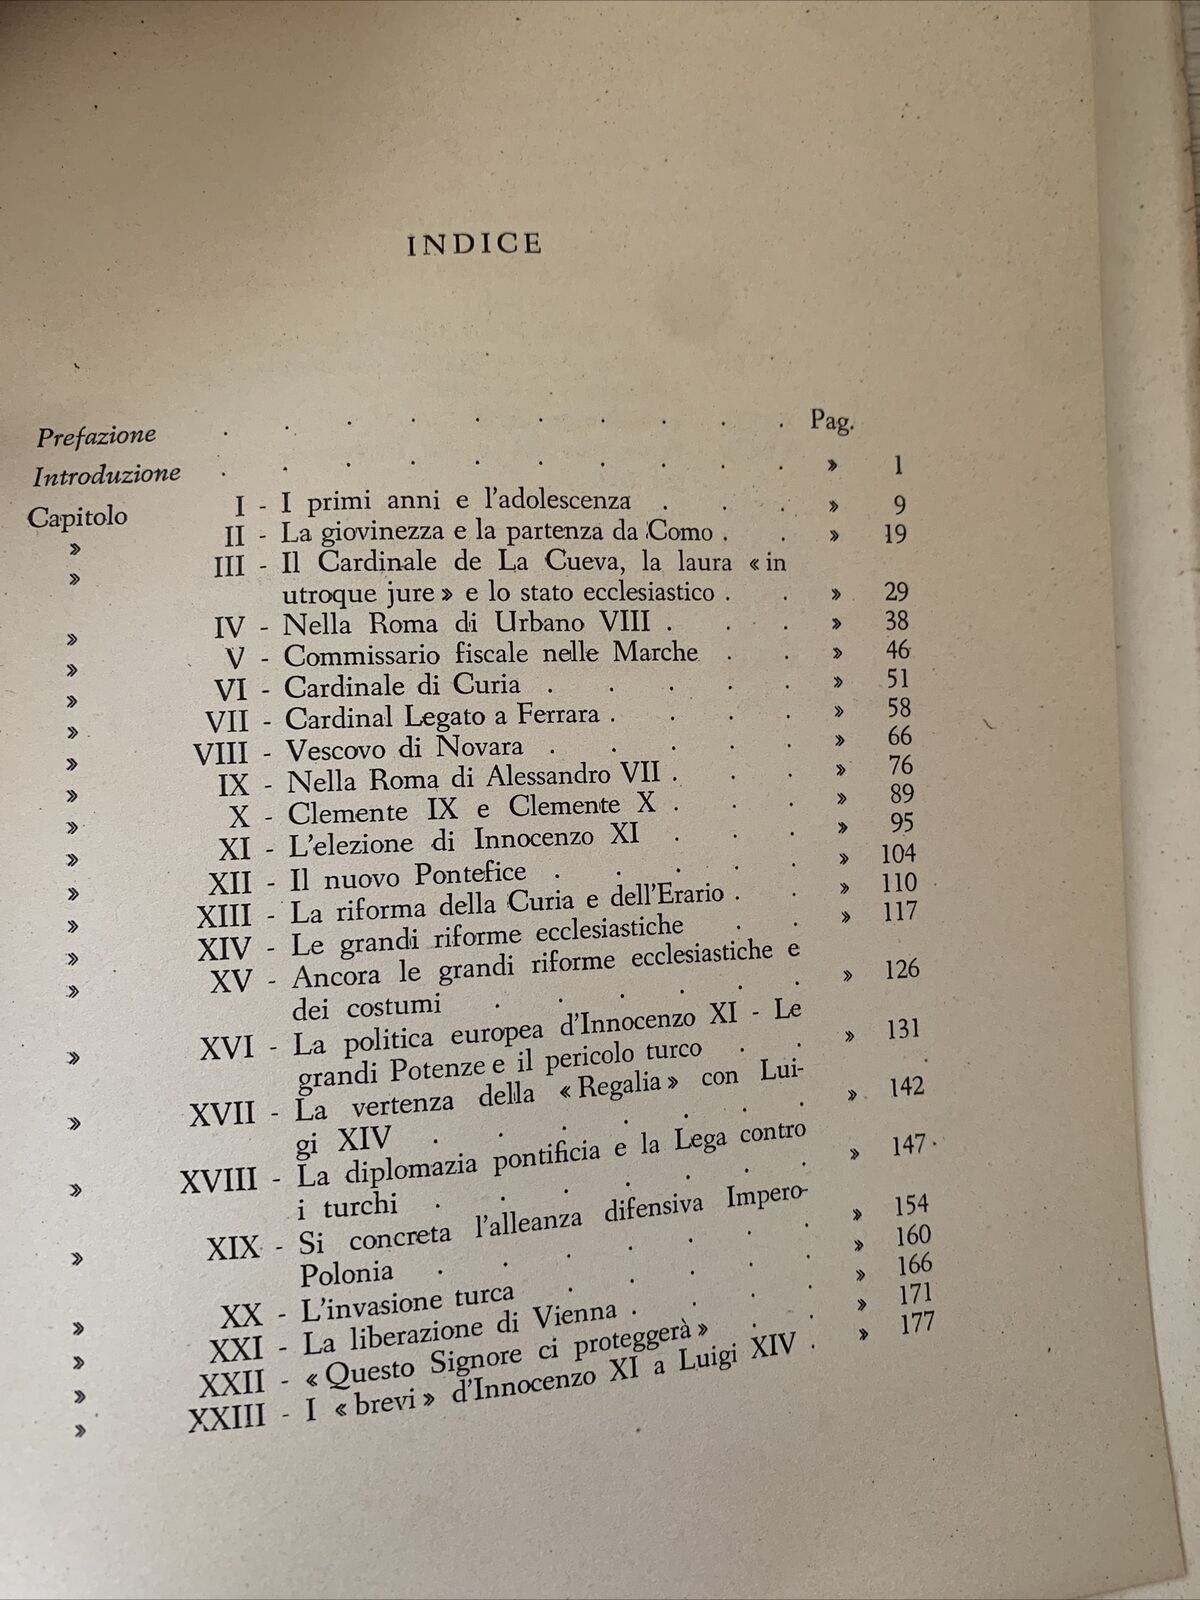 INDICE
Prefazione . . . . . . . . . Pag.
Introduzione . . . . . . . . . » 1
Capitolo I - I primi anni e l'adolescenza . . . » 9
» II - La giovinezza e la partenza da Como . . » 19
» III - Il Cardinale de La Cueva, la laura « in
utroque jure » e lo stato ecclesiastico . . » 29
» IV - Nella Roma di Urbano VIII . . . » 38
» V - Commissario fiscale nelle Marche . . » 46
» VI - Cardinale di Curia . . . . . » 51
» VII - Cardinal Legato a Ferrara . . . . » 58
» VIII - Vescovo di Novara . . . . . » 66
» IX - Nella Roma di Alessandro VII . . . » 76
» X - Clemente IX e Clemente X . . . » 89
» XI - L'elezione di Innocenzo XI . . . » 95
» XII - Il nuovo Pontefice . . . . . » 104
» XIII - La riforma della Curia e dell'Erario . . » 110
» XIV - Le grandi riforme ecclesiastiche . . » 117
» XV - Ancora le grandi riforme ecclesiastiche e
dei costumi . . . . . . » 126
» XVI - La politica europea d'Innocenzo XI - Le
grandi Potenze e il pericolo turco . . » 131
» XVII - La vertenza della « Regalia » con Lui-
gi XIV . . . . . . . » 142
» XVIII - La diplomazia pontificia e la Lega contro
i turchi . . . . . . . » 147
» XIX - Si concreta l'alleanza difensiva Impero-
Polonia . . . . . . . » 154
» XX - L'invasione turca . . . . . » 160
» XXI - La liberazione di Vienna . . . . » 166
» XXII - « Questo Signore ci proteggerà » . . » 171
» XXIII - I « brevi » d'Innocenzo XI a Luigi XIV . » 177